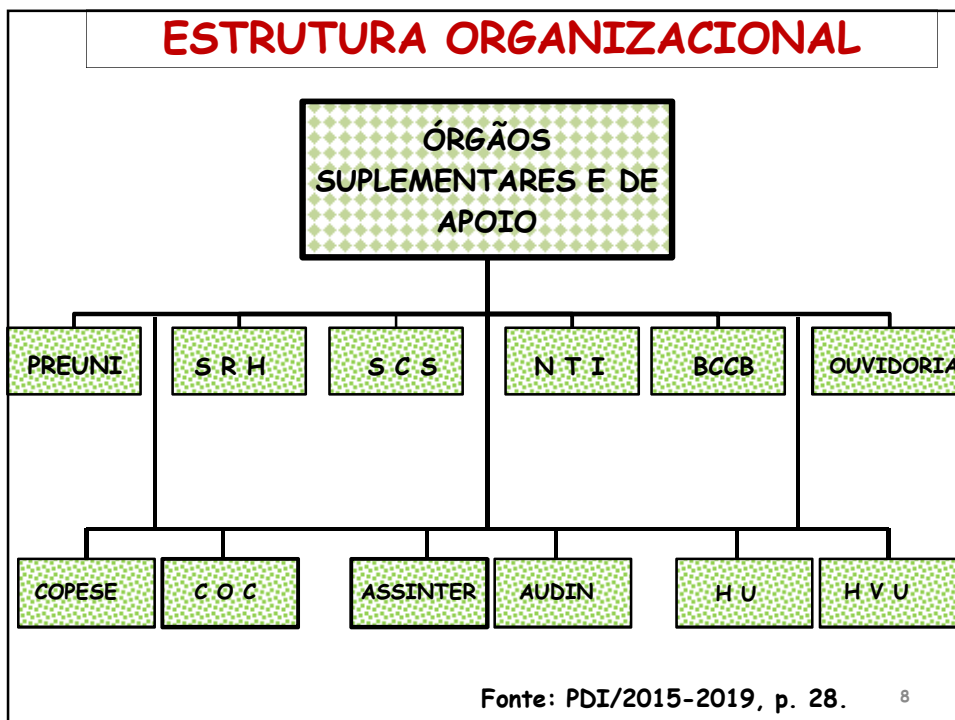 ESTRUTURA ORGANIZACIONAL
ÓRGÃOS
SUPLEMENTARES E DE
APOIO
PREUNI
S R H
S C S
N T I
BCCB
OUVIDORIA
COPESE
C O C
ASSINTER
AUDIN
H U
H V U
Fonte: PDI/2015-2019, p. 28.
8